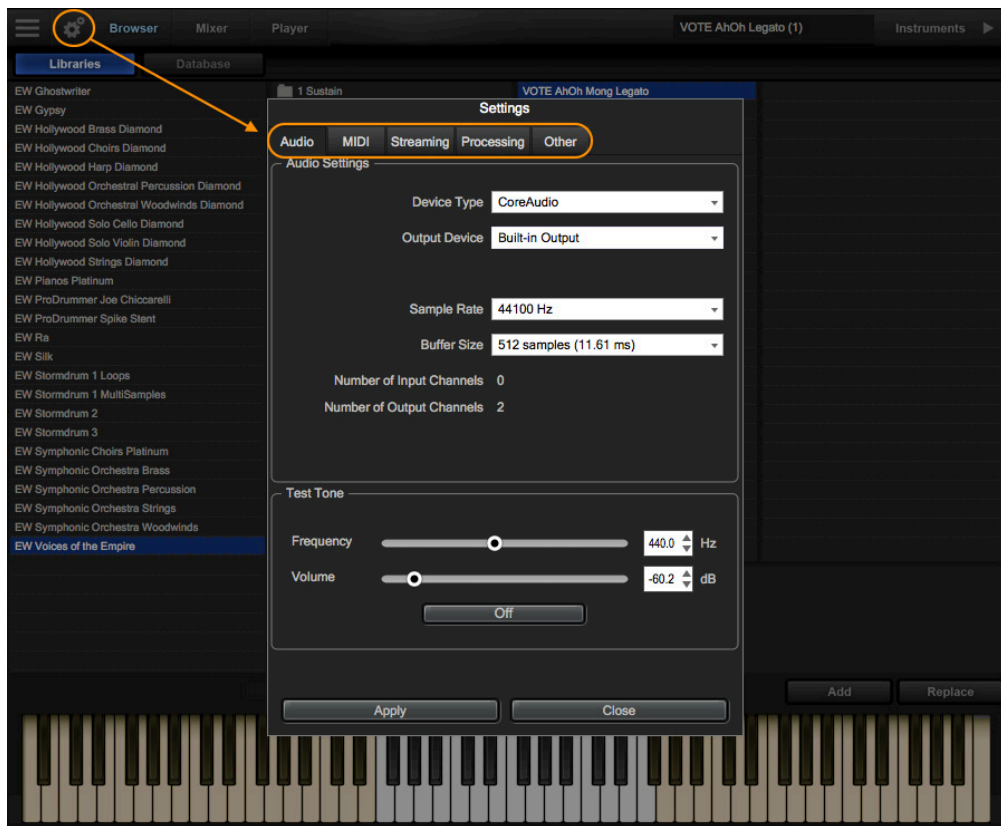 Browser Mixer Player VOTE AhOh Legato (1) Instruments
Libraries Database
EW Ghostwriter
EW Gypsy
EW Hollywood Brass Diamond
EW Hollywood Choirs Diamond
EW Hollywood Harp Diamond
EW Hollywood Orchestral Percussion Diamond
EW Hollywood Orchestral Woodwinds Diamond
EW Hollywood Solo Cello Diamond
EW Hollywood Solo Violin Diamond
EW Hollywood Strings Diamond
EW Pianos Platinum
EW ProDrummer Joe Chiccarelli
EW ProDrummer Spike Stent
EW Ra
EW Silk
EW Stormdrum 1 Loops
EW Stormdrum 1 MultiSamples
EW Stormdrum 2
EW Stormdrum 3
EW Symphonic Choirs Platinum
EW Symphonic Orchestra Brass
EW Symphonic Orchestra Percussion
EW Symphonic Orchestra Strings
EW Symphonic Orchestra Woodwinds
EW Voices of the Empire
1 Sustain
VOTE AhOh Mong Legato
Settings
Audio MIDI Streaming Processing Other
Audio Settings
Device Type CoreAudio
Output Device Built-in Output
Sample Rate 44100 Hz
Buffer Size 512 samples (11.61 ms)
Number of Input Channels 0
Number of Output Channels 2
Test Tone
Frequency 440.0 Hz
Volume -60.2 dB
Off
Apply Close
Add Replace